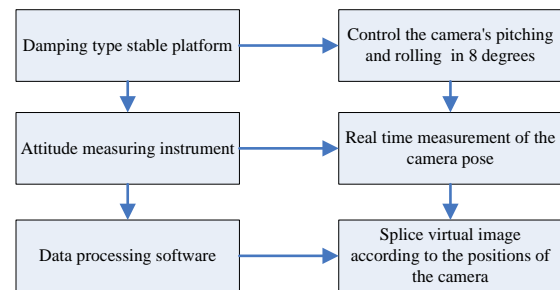 Damping type stable platform
Control the camera's pitching
and rolling in 8 degrees
Attitude measuring instrument
Real time measurement of the
camera pose
Data processing software
Splice virtual image
according to the positions of
the camera